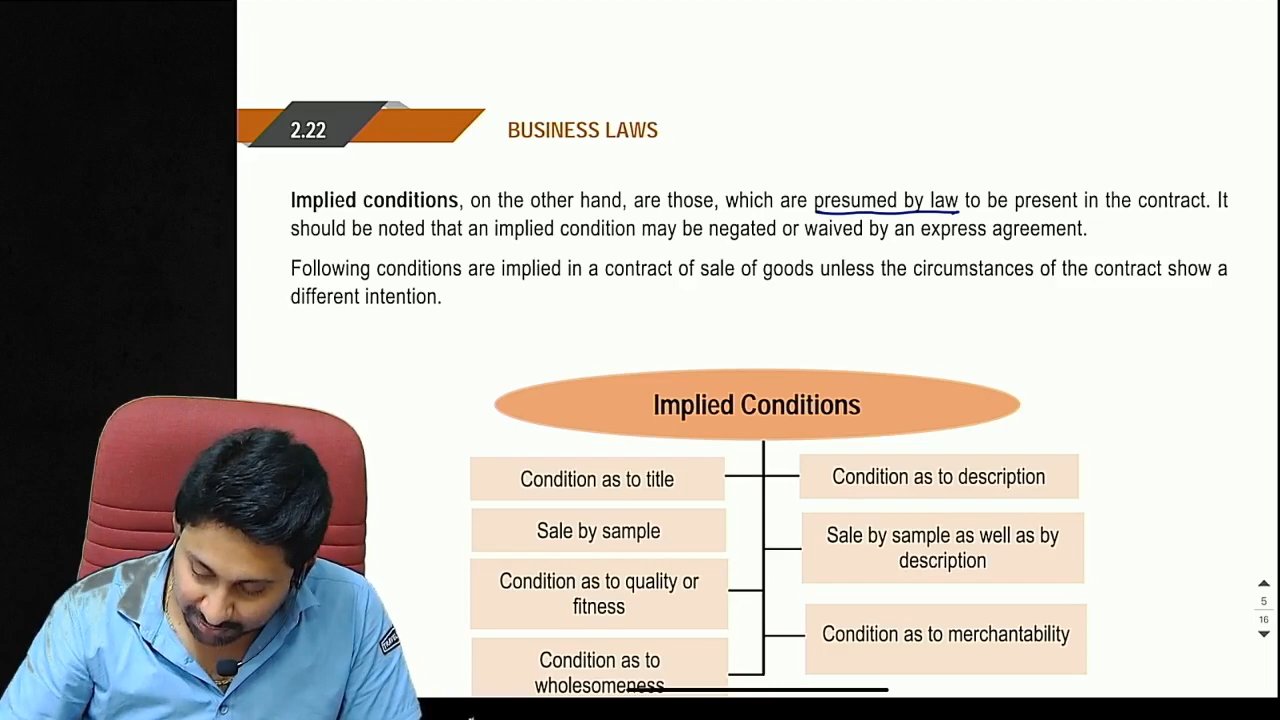 2.22
BUSINESS LAWS
Implied conditions, on the other hand, are those, which are presumed by law to be present in the contract. It
should be noted that an implied condition may be negated or waived by an express agreement.
Following conditions are implied in a contract of sale of goods unless the circumstances of the contract show a
different intention.
Implied Conditions
Condition as to title
Condition as to description
Sale by sample
Sale by sample as well as by
description
Condition as to quality or
fitness
Condition as to merchantability
Condition as to
wholesomeness
5
16